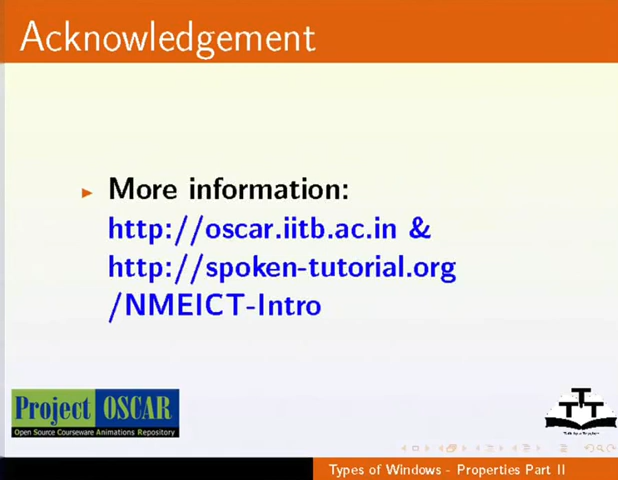 Acknowledgement
More information:
http://oscar.iitb.ac.in &
http://spoken-tutorial.org
/NMEICT-Intro
Project OSCAR
Open Source Courseware Animations Repository
TTT
Types of Windows - Properties Part II